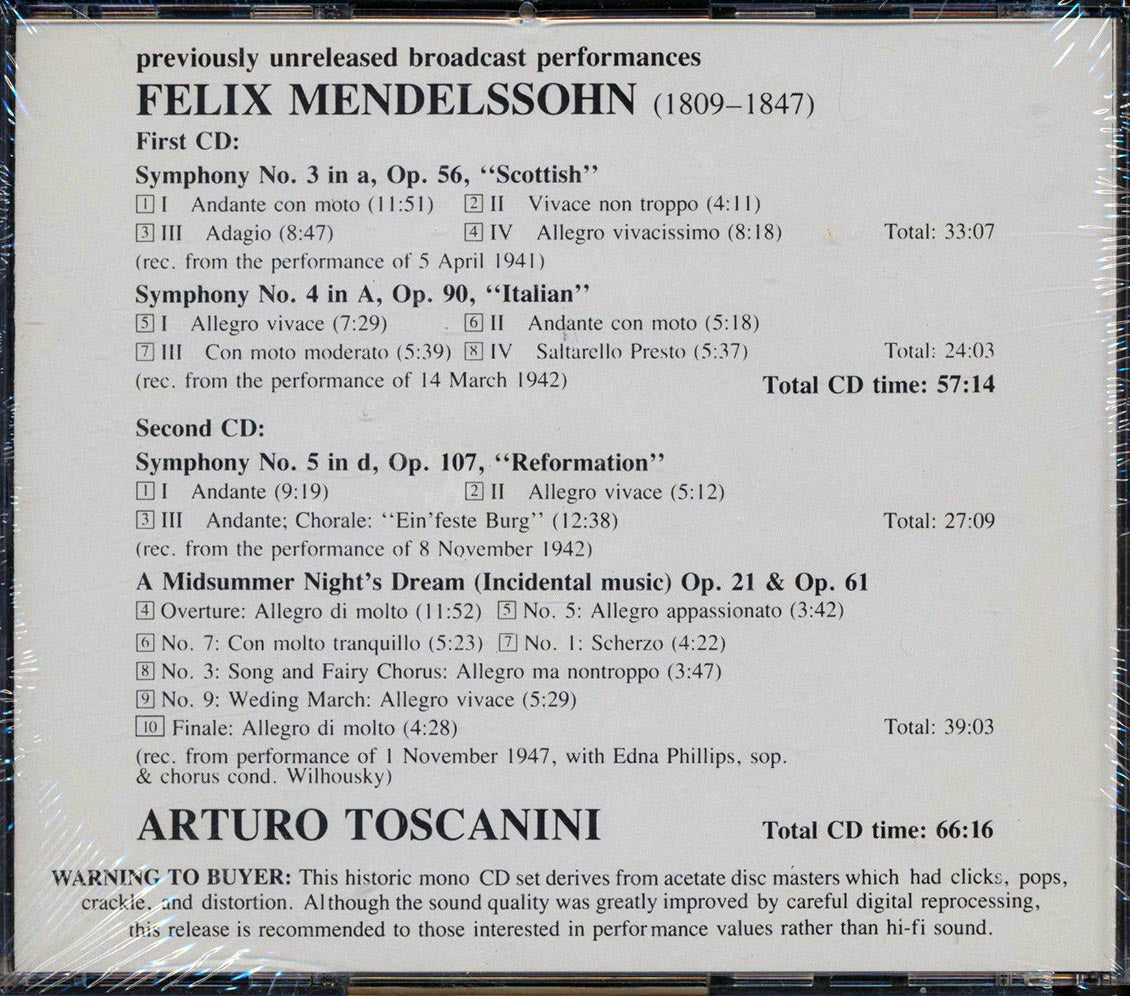 previously unreleased broadcast performances
FELIX MENDELSSOHN (1809–1847)
First CD:
Symphony No. 3 in a, Op. 56, “Scottish”
1 I Andante con moto (11:51) 2 II Vivace non troppo (4:11)
3 III Adagio (8:47) 4 IV Allegro vivacissimo (8:18) Total: 33:07
(rec. from the performance of 5 April 1941)
Symphony No. 4 in A, Op. 90, “Italian”
5 I Allegro vivace (7:29) 6 II Andante con moto (5:18)
7 III Con moto moderato (5:39) 8 IV Saltarello Presto (5:37) Total: 24:03
(rec. from the performance of 14 March 1942) Total CD time: 57:14
Second CD:
Symphony No. 5 in d, Op. 107, “Reformation”
1 I Andante (9:19) 2 II Allegro vivace (5:12)
3 III Andante; Chorale: “Ein’feste Burg” (12:38) Total: 27:09
(rec. from the performance of 8 November 1942)
A Midsummer Night’s Dream (Incidental music) Op. 21 & Op. 61
4 Overture: Allegro di molto (11:52) 5 No. 5: Allegro appassionato (3:42)
6 No. 7: Con molto tranquillo (5:23) 7 No. 1: Scherzo (4:22)
8 No. 3: Song and Fairy Chorus: Allegro ma nontroppo (3:47)
9 No. 9: Weding March: Allegro vivace (5:29)
10 Finale: Allegro di molto (4:28) Total: 39:03
(rec. from performance of 1 November 1947, with Edna Phillips, sop.
& chorus cond. Wilhousky)
ARTURO TOSCANINI Total CD time: 66:16
WARNING TO BUYER: This historic mono CD set derives from acetate disc masters which had clicks, pops,
crackle, and distortion. Although the sound quality was greatly improved by careful digital reprocessing,
this release is recommended to those interested in performance values rather than hi-fi sound.